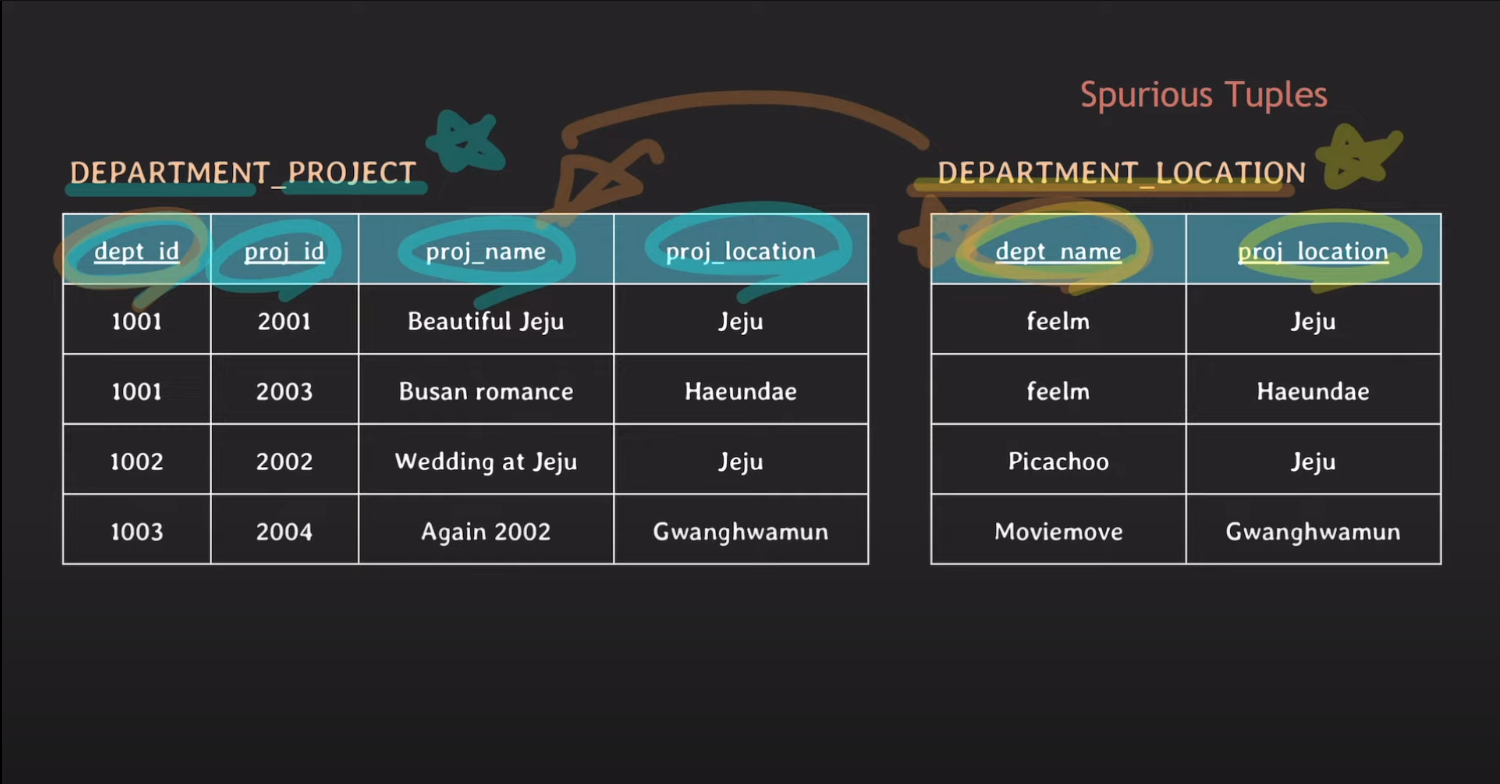 Spurious Tuples
DEPARTMENT_PROJECT
dept_id proj_id proj_name proj_location
1001 2001 Beautiful Jeju Jeju
1001 2003 Busan romance Haeundae
1002 2002 Wedding at Jeju Jeju
1003 2004 Again 2002 Gwanghwamun
DEPARTMENT_LOCATION
dept_name proj_location
feelm Jeju
feelm Haeundae
Picachoo Jeju
Moviemove Gwanghwamun